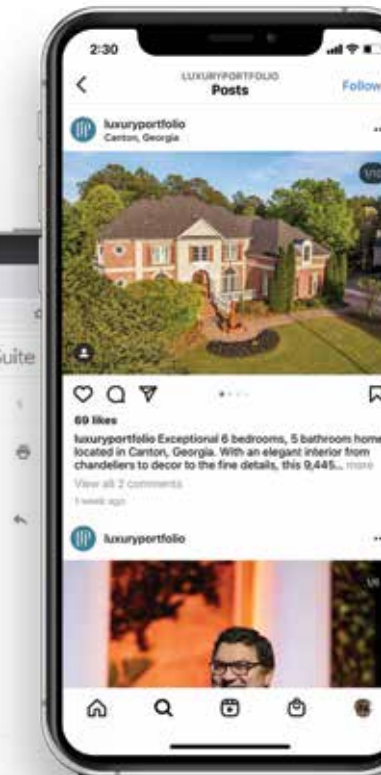 2:30
LUXURYPORTFOLIO
Posts
Follow
luxuryportfolio
Canton, Georgia
1/10
69 likes
luxuryportfolio Exceptional 6 bedrooms, 5 bathroom home
located in Canton, Georgia. With an elegant interior from
chandeliers to decor to the fine details, this 9,445... more
View all 2 comments
1 week ago
luxuryportfolio
Suite